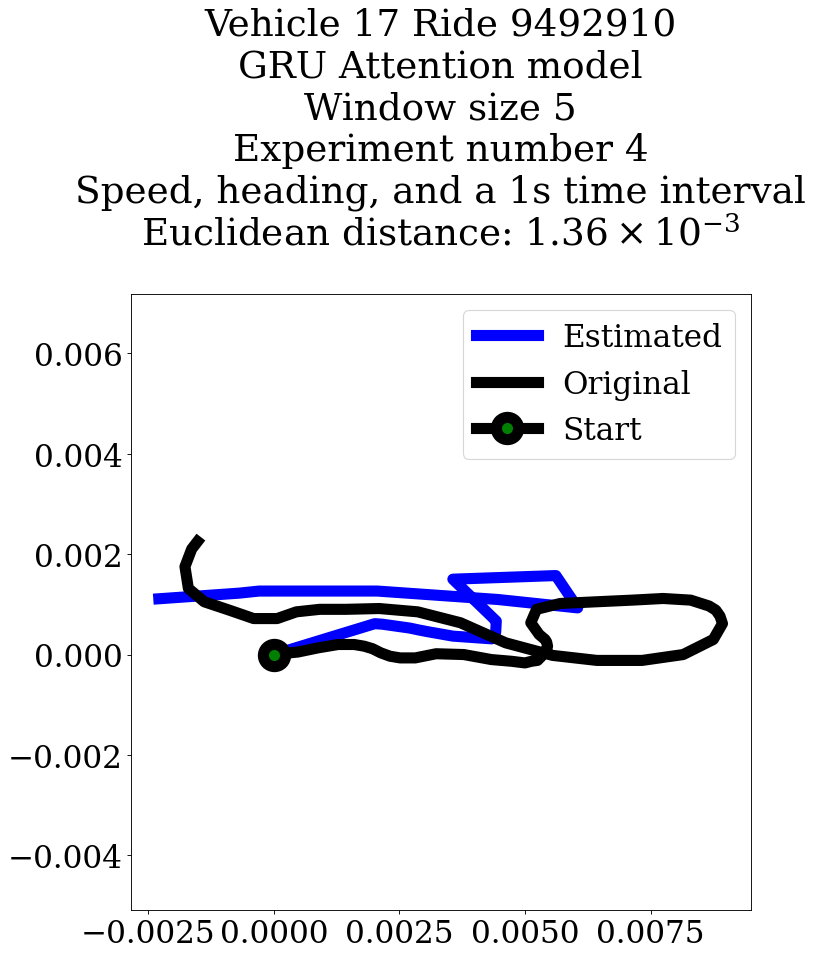 Vehicle 17 Ride 9492910
GRU Attention model
Window size 5
Experiment number 4
Speed, heading, and a 1s time interval
Euclidean distance: 1.36 × 10⁻³
Estimated
Original
Start
0.006
0.004
0.002
0.000
−0.002
−0.004
−0.0025 0.0000 0.0025 0.0050 0.0075